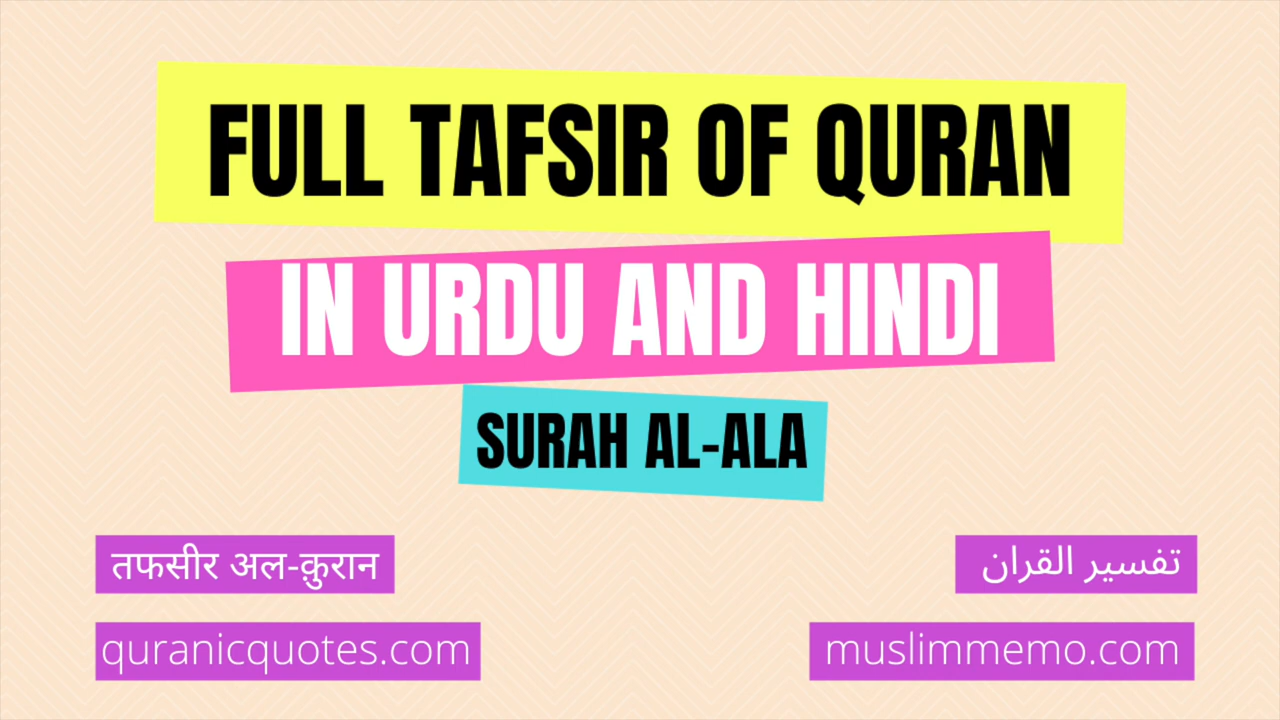 FULL TAFSIR OF QURAN
IN URDU AND HINDI
SURAH AL-ALA
तफसीर अल-क़ुरान
تفسير القران
quranicquotes.com
muslimmemo.com